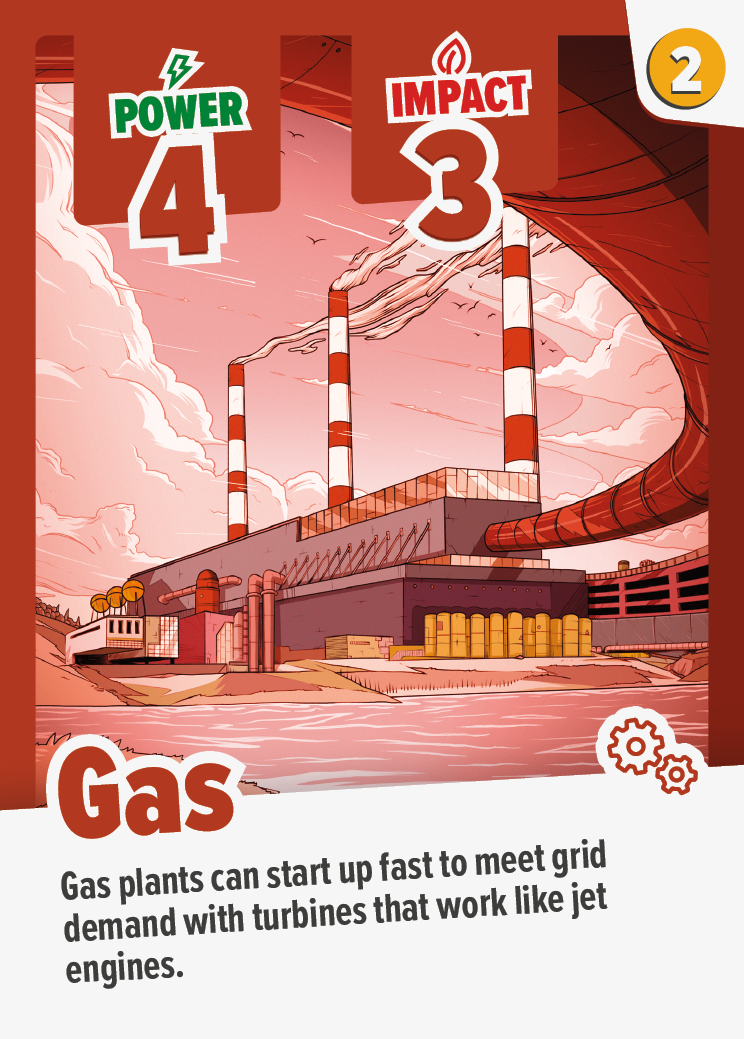 POWER
4
IMPACT
3
2
Gas
Gas plants can start up fast to meet grid
demand with turbines that work like jet
engines.